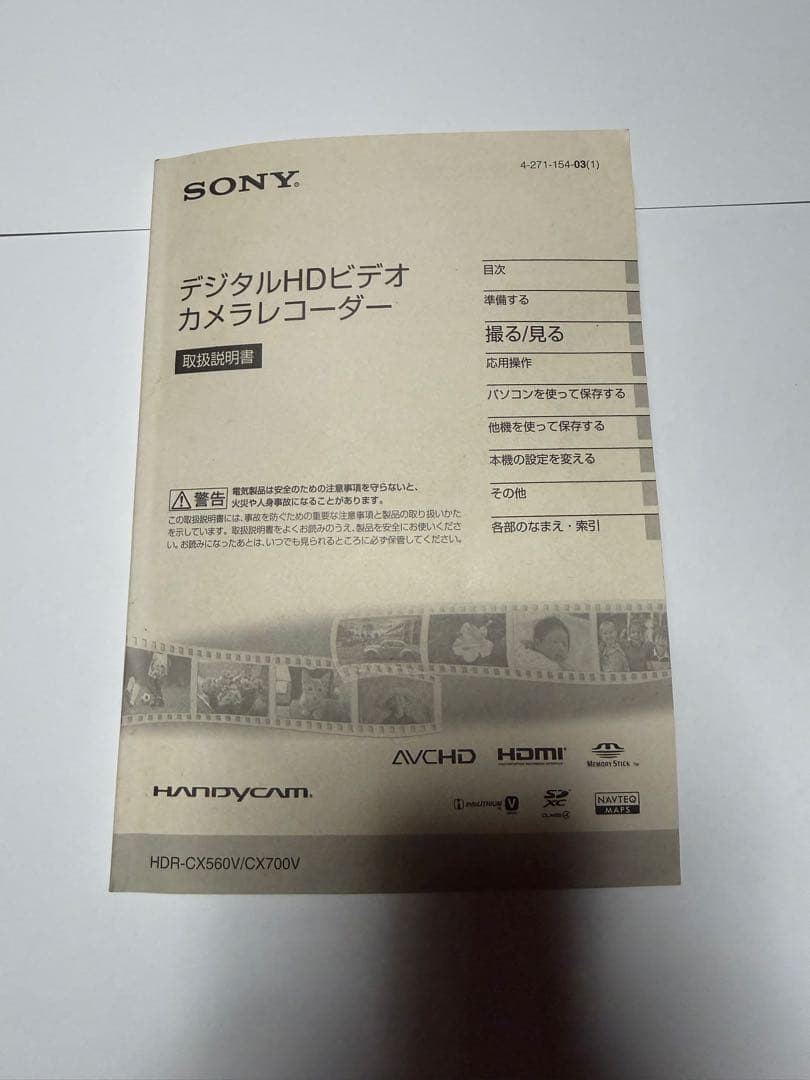 SONY
4-271-154-03(1)
デジタルHDビデオ
カメラレコーダー
取扱説明書
目次
準備する
撮る/見る
応用操作
パソコンを使って保存する
他機を使って保存する
本機の設定を変える
その他
各部のなまえ・索引
警告
電気製品は安全のための注意事項を守らないと、
火災や人身事故になることがあります。
この取扱説明書には、事故を防ぐための重要な注意事項と製品の取り扱いかた
を示しています。取扱説明書をよくお読みのうえ、製品を安全にお使いくださ
い。お読みになったあとは、いつでも見られるところに必ず保管してください。
AVCHD
HDMI
MEMORY STICK TM
HANDYCAM
InfoLITHIUM V
SD
XC
CLASS 4
NAVTEQ
MAPS
HDR-CX560V/CX700V